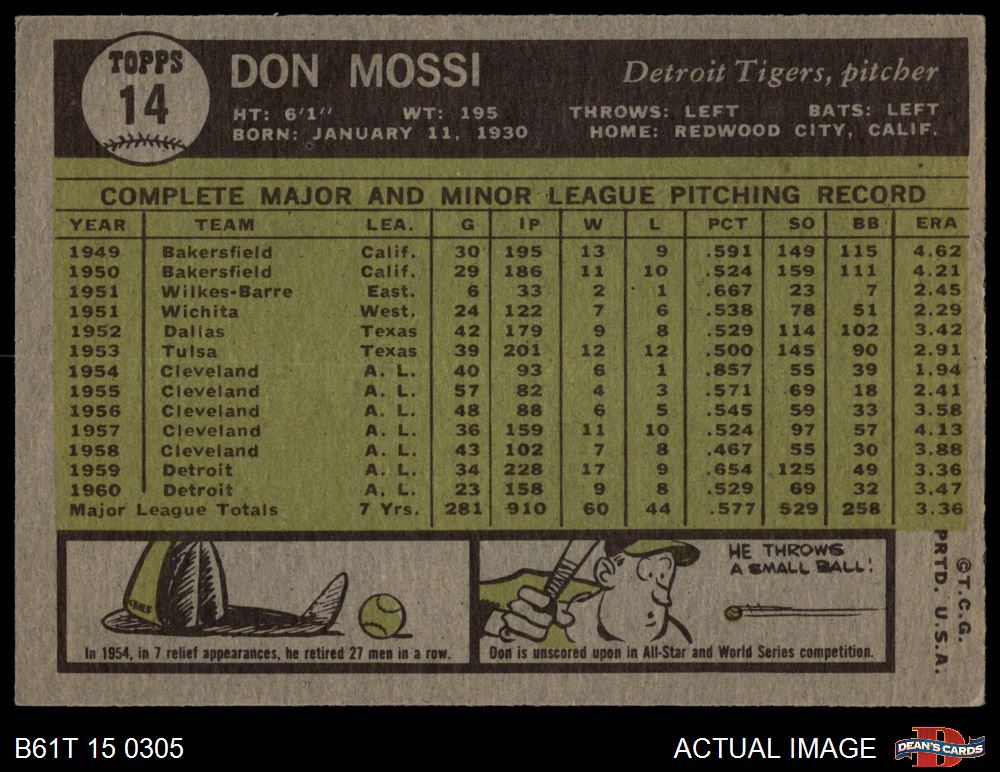 TOPPS
14
DON MOSSI
Detroit Tigers, pitcher
HT: 6'1" WT: 195 THROWS: LEFT BATS: LEFT
BORN: JANUARY 11, 1930 HOME: REDWOOD CITY, CALIF.
COMPLETE MAJOR AND MINOR LEAGUE PITCHING RECORD
YEAR TEAM LEA. G IP W L PCT SO BB ERA
1949 Bakersfield Calif. 30 195 13 9 .591 149 115 4.62
1950 Bakersfield Calif. 29 186 11 10 .524 159 111 4.21
1951 Wilkes-Barre East. 6 33 2 1 .667 23 7 2.45
1951 Wichita West. 24 122 7 6 .538 78 51 2.29
1952 Dallas Texas 42 179 9 8 .529 114 102 3.42
1953 Tulsa Texas 39 201 12 12 .500 145 90 2.91
1954 Cleveland A. L. 40 93 6 1 .857 55 39 1.94
1955 Cleveland A. L. 57 82 4 3 .571 69 18 2.41
1956 Cleveland A. L. 48 88 6 5 .545 59 33 3.58
1957 Cleveland A. L. 36 159 11 10 .524 97 57 4.13
1958 Cleveland A. L. 43 102 7 8 .467 55 30 3.88
1959 Detroit A. L. 34 228 17 9 .654 125 49 3.36
1960 Detroit A. L. 23 158 9 8 .529 69 32 3.47
Major League Totals 7 Yrs. 281 910 60 44 .577 529 258 3.36
In 1954, in 7 relief appearances, he retired 27 men in a row.
HE THROWS
A SMALL BALL!
Don is unscored upon in All-Star and World Series competition.
©T.C.G.
PRTD. U.S.A.
B61T 15 0305
ACTUAL IMAGE
DEAN'S CARDS